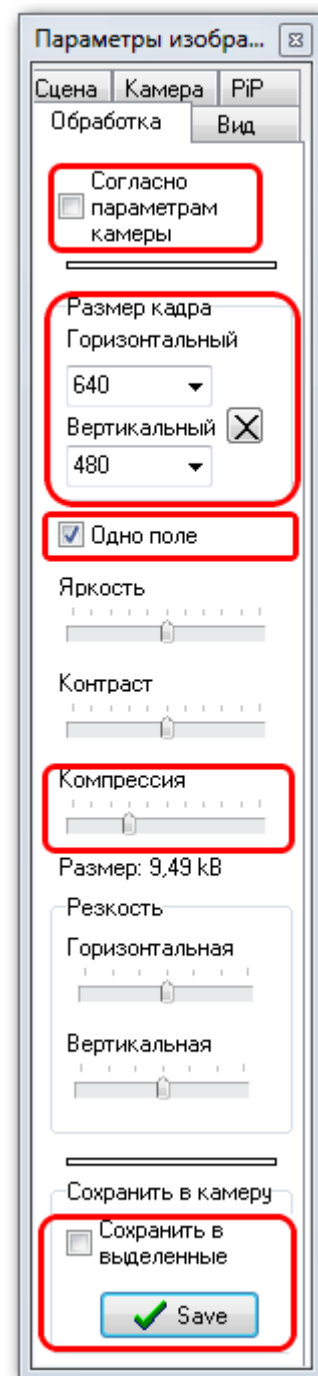 Параметры изобра...
Сцена Камера PiP
Обработка Вид
Согласно
параметрам
камеры
Размер кадра
Горизонтальный
640
Вертикальный
480
Одно поле
Яркость
Контраст
Компрессия
Размер: 9,49 kB
Резкость
Горизонтальная
Вертикальная
Сохранить в камеру
Сохранить в
выделенные
Save